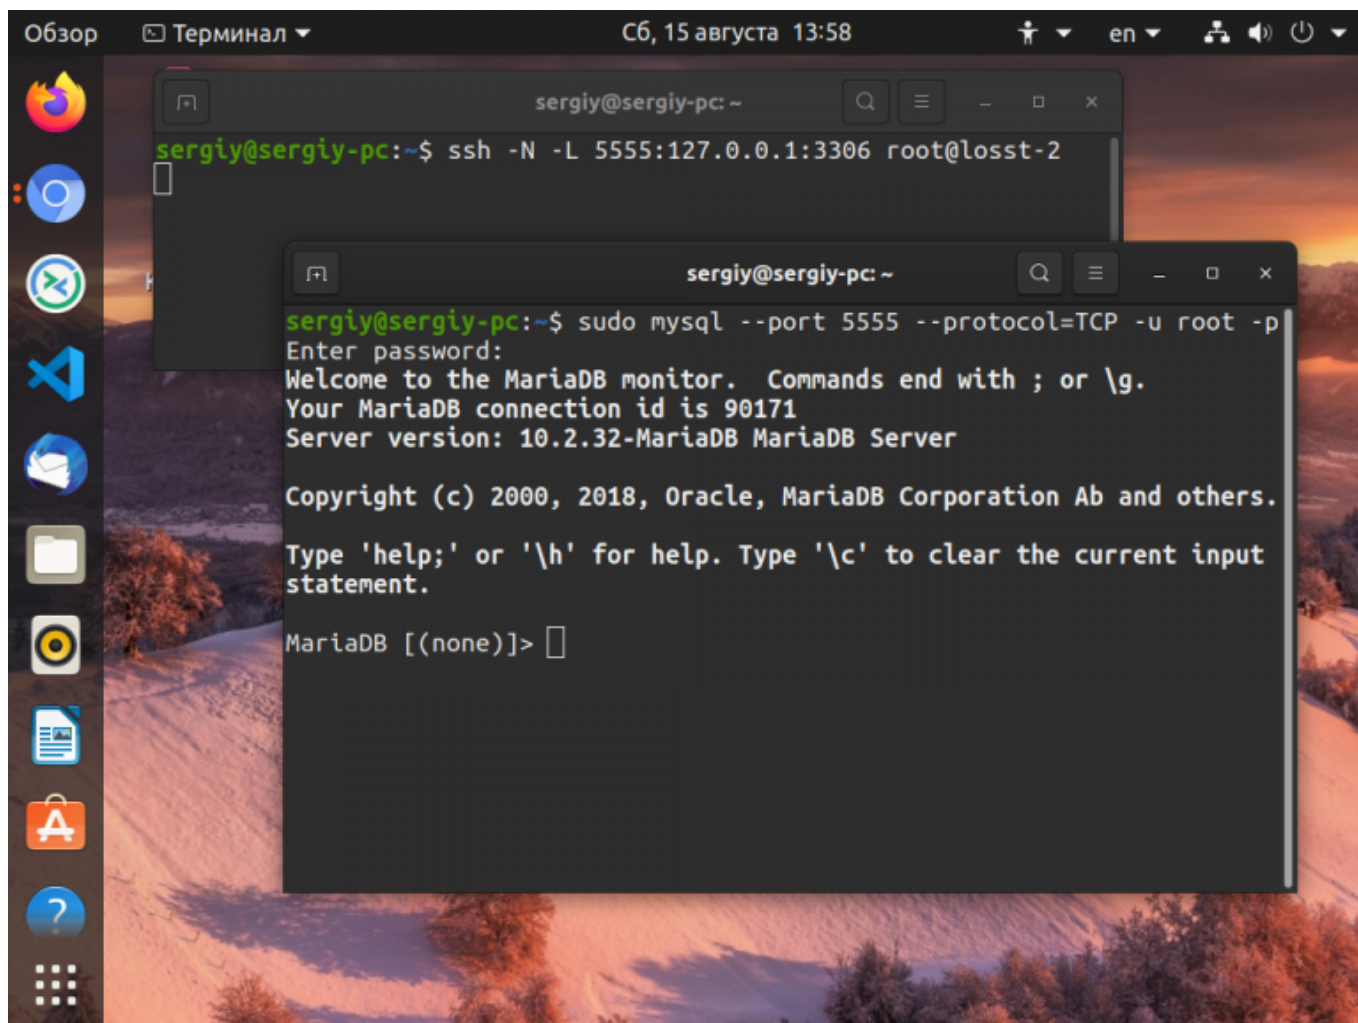 Обзор Терминал Сб, 15 августа 13:58 en
sergiy@sergiy-pc: ~
sergiy@sergiy-pc:~$ ssh -N -L 5555:127.0.0.1:3306 root@losst-2
sergiy@sergiy-pc: ~
sergiy@sergiy-pc:~$ sudo mysql --port 5555 --protocol=TCP -u root -p
Enter password:
Welcome to the MariaDB monitor.  Commands end with ; or \g.
Your MariaDB connection id is 90171
Server version: 10.2.32-MariaDB MariaDB Server
Copyright (c) 2000, 2018, Oracle, MariaDB Corporation Ab and others.
Type 'help;' or '\h' for help. Type '\c' to clear the current input
statement.
MariaDB [(none)]>